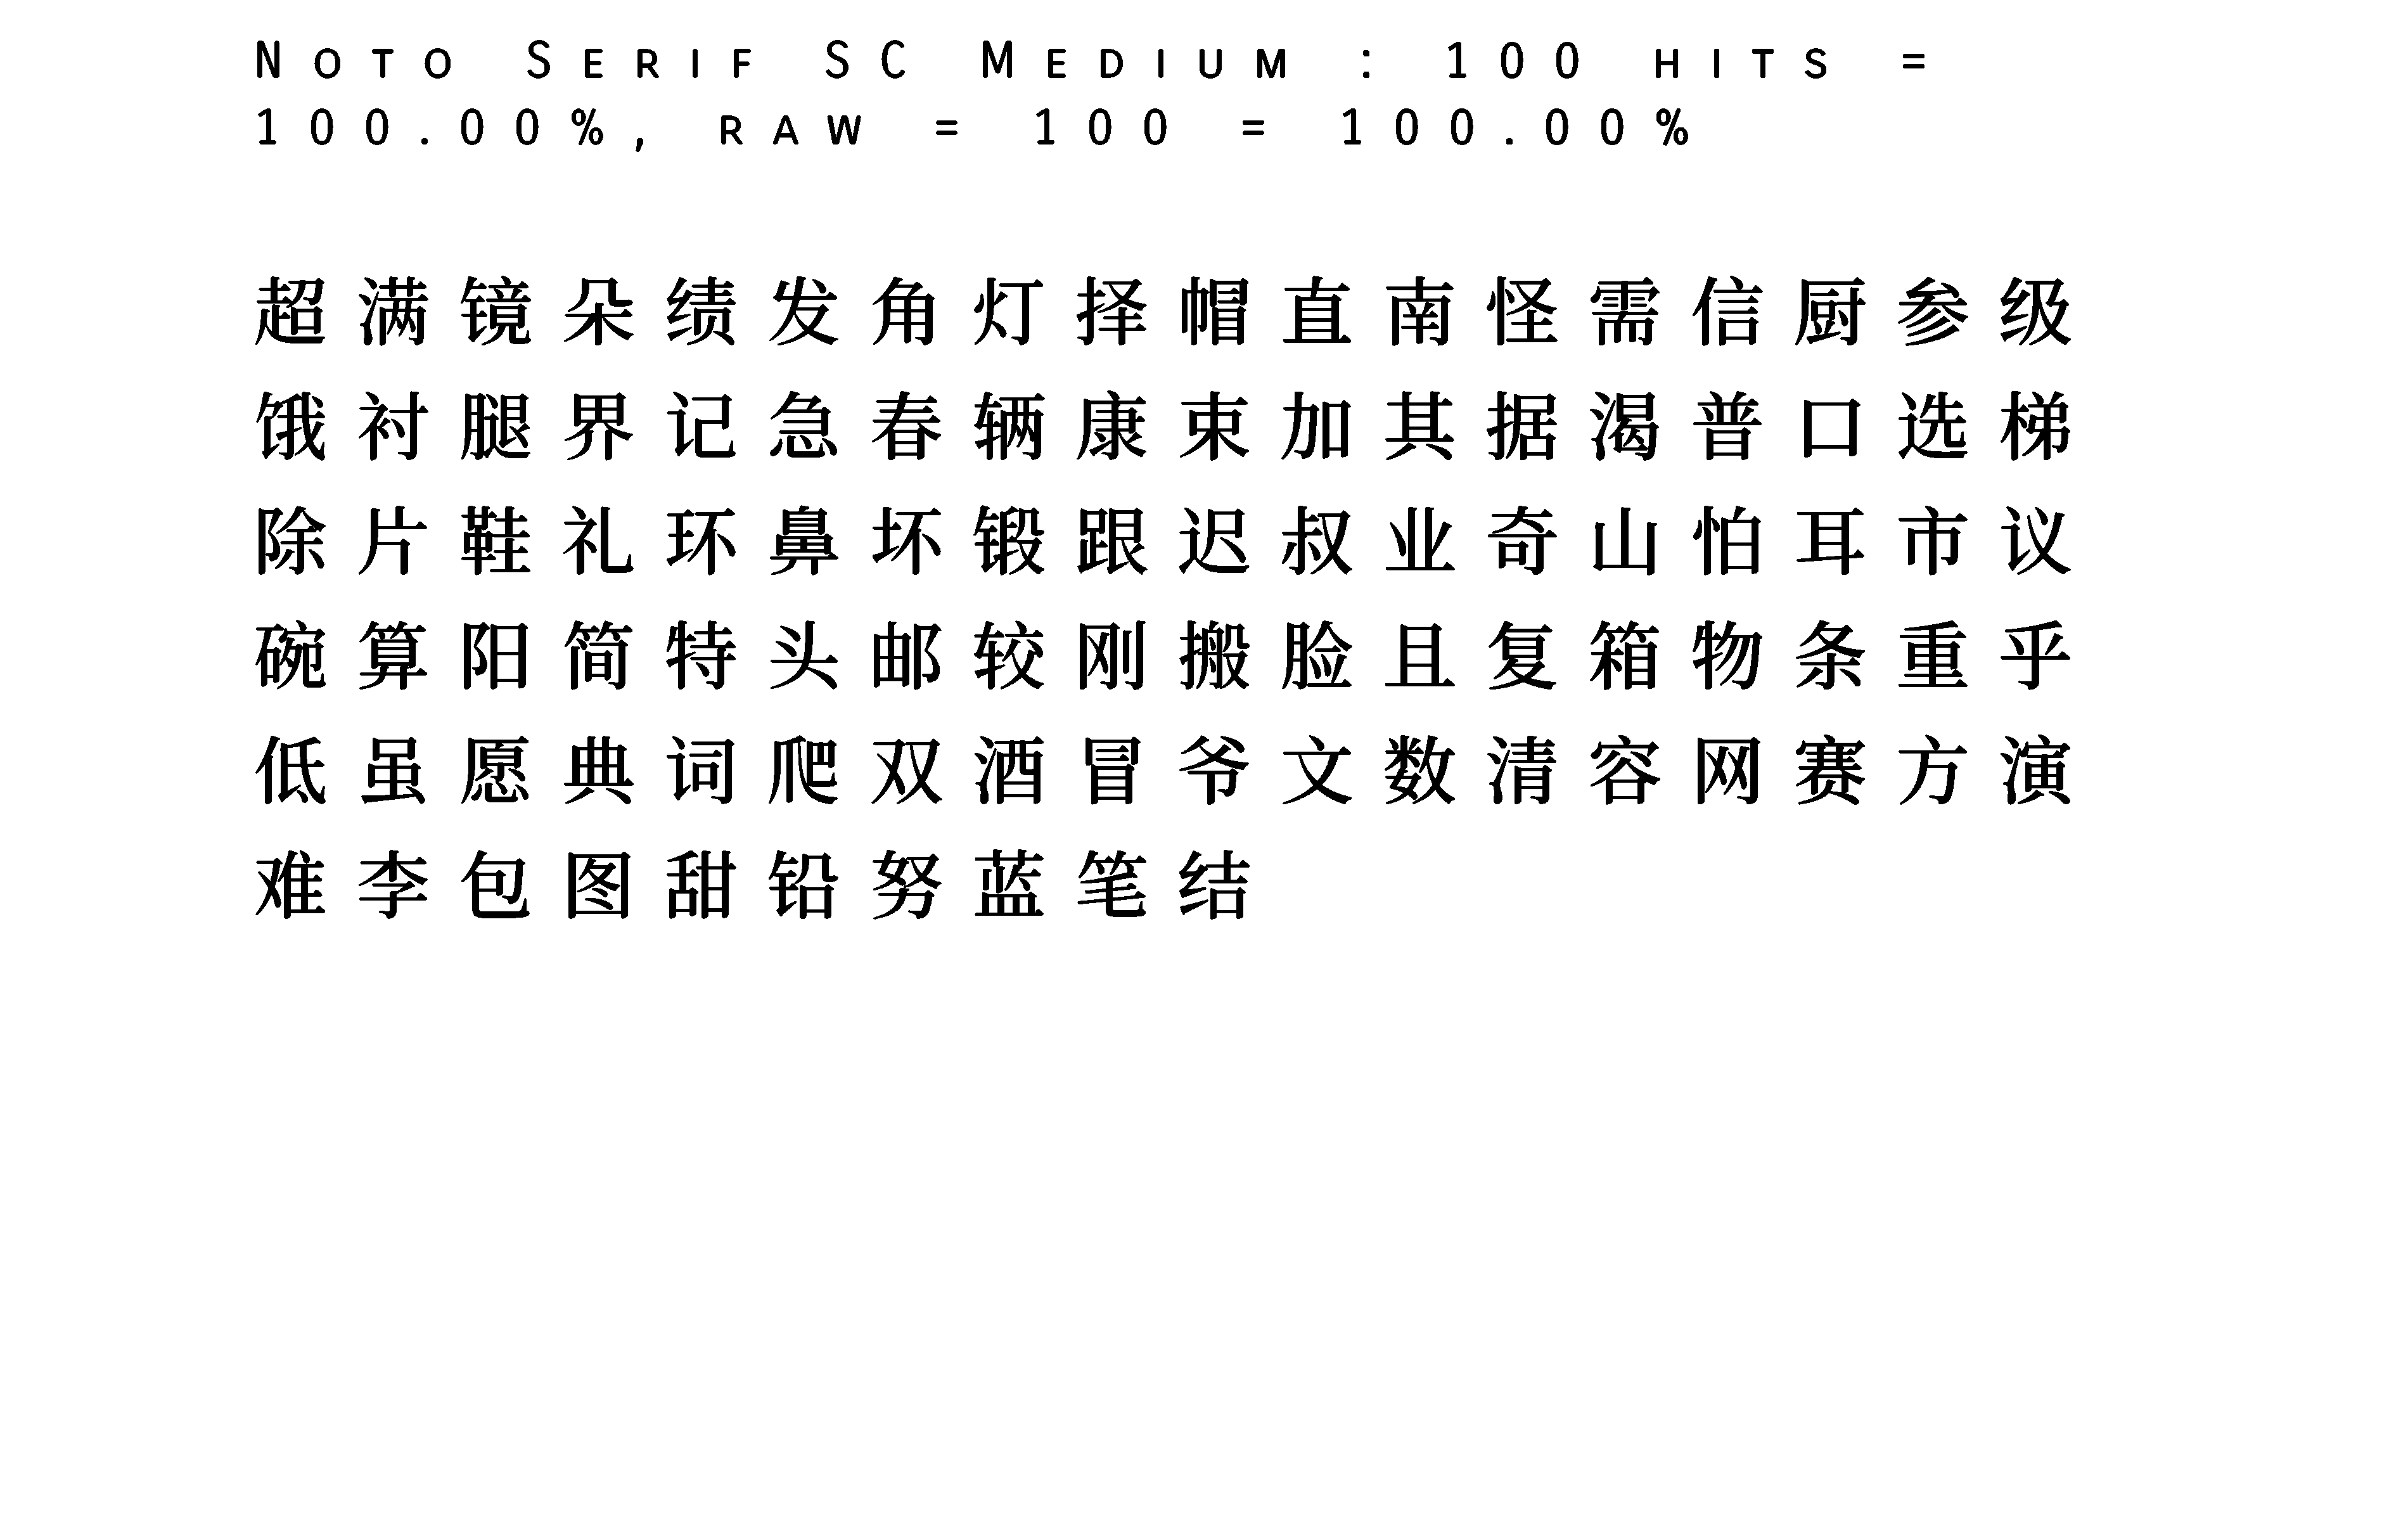 Noto Serif SC Medium : 100 hits =
100.00%, raw = 100 = 100.00%
超满镜朵绩发角灯择帽直南怪需信厨参级
饿衬腿界记急春辆康束加其据渴普口选梯
除片鞋礼环鼻坏锻跟迟叔业奇山怕耳市议
碗算阳简特头邮较刚搬脸且复箱物条重乎
低虽愿典词爬双酒冒爷文数清容网赛方演
难李包图甜铅努蓝笔结